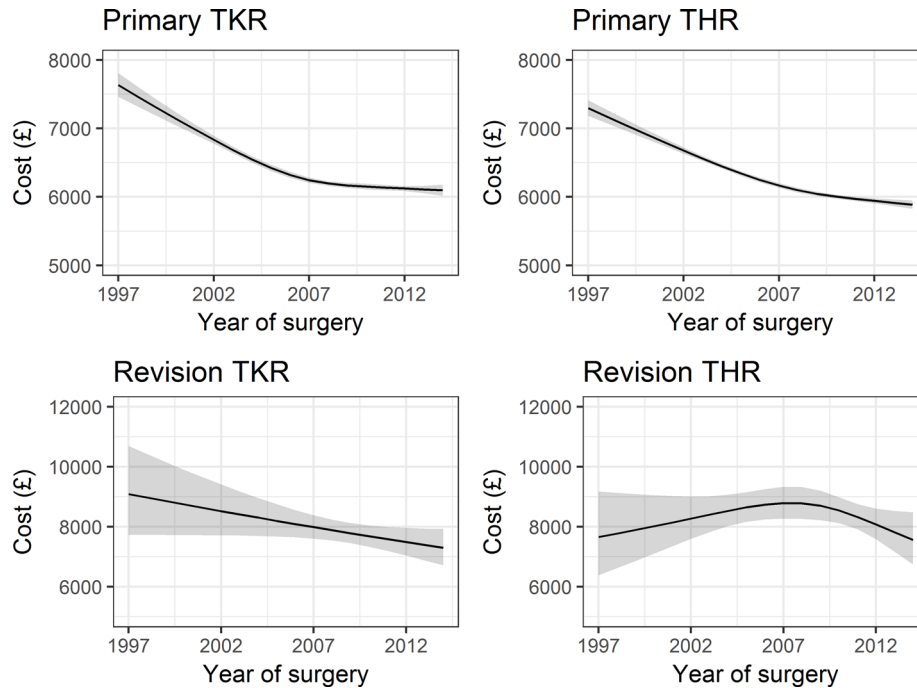 Primary TKR
Primary THR
8000
7000
6000
5000
Cost (£)
1997
2002
2007
2012
Year of surgery
8000
7000
6000
5000
Cost (£)
1997
2002
2007
2012
Year of surgery
Revision TKR
Revision THR
12000
10000
8000
6000
Cost (£)
1997
2002
2007
2012
Year of surgery
12000
10000
8000
6000
Cost (£)
1997
2002
2007
2012
Year of surgery